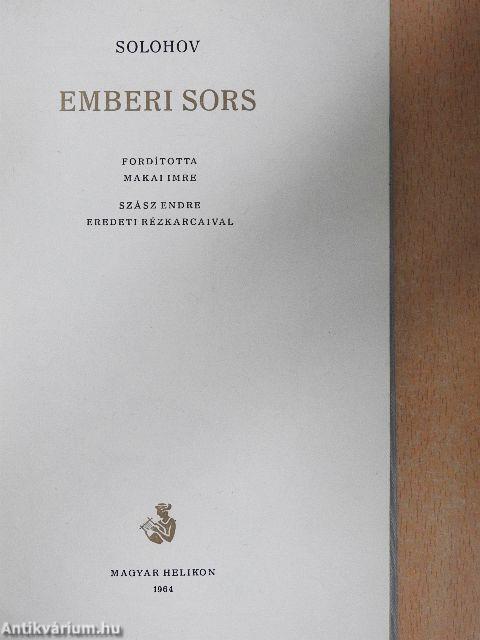 SOLOHOV
EMBERI SORS
FORDÍTOTTA
MAKAI IMRE
SZÁSZ ENDRE
EREDETI RÉZKARCAIVAL
MAGYAR HELIKON
1964
Antikvárium.hu